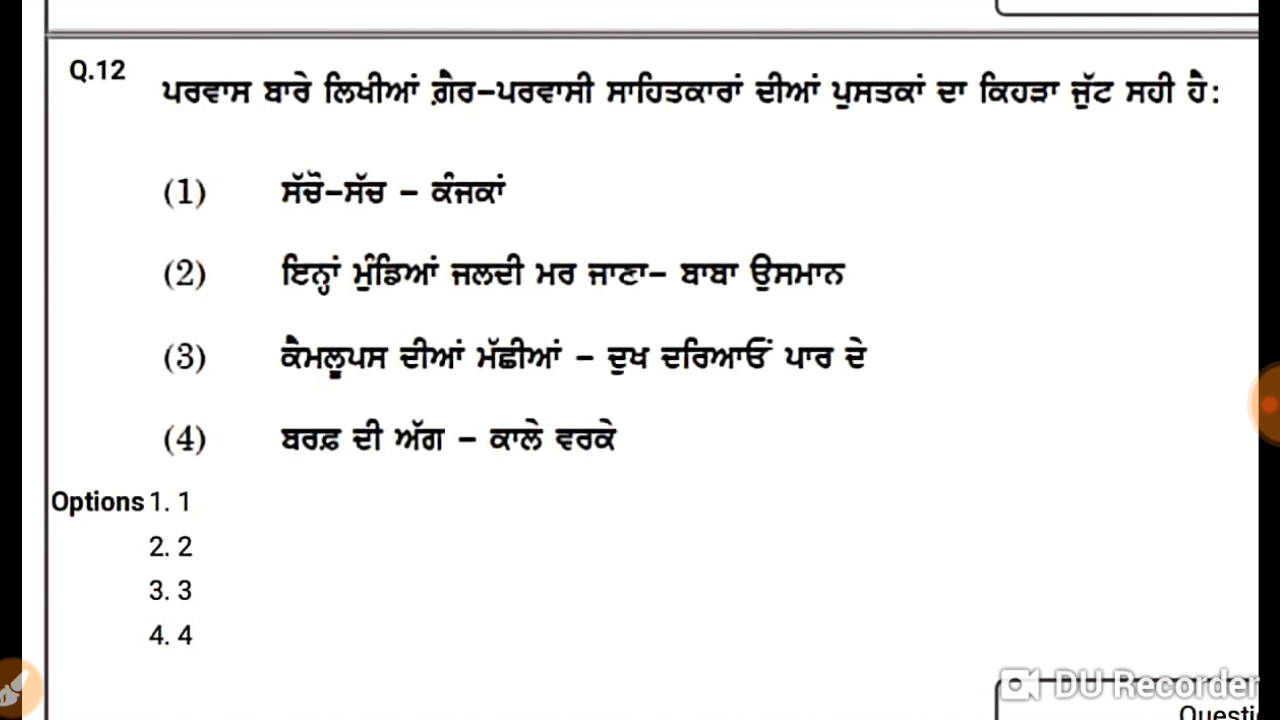 Q.12
ਪਰਵਾਸ ਬਾਰੇ ਲਿਖੀਆਂ ਗ਼ੈਰ-ਪਰਵਾਸੀ ਸਾਹਿਤਕਾਰਾਂ ਦੀਆਂ ਪੁਸਤਕਾਂ ਦਾ ਕਿਹੜਾ ਜੁੱਟ ਸਹੀ ਹੈ:
(1) ਸੱਚੋ-ਸੱਚ - ਕੰਜਕਾਂ
(2) ਇਨ੍ਹਾਂ ਮੁੰਡਿਆਂ ਜਲਦੀ ਮਰ ਜਾਣਾ- ਬਾਬਾ ਉਸਮਾਨ
(3) ਕੈਮਲੂਪਸ ਦੀਆਂ ਮੱਛੀਆਂ - ਦੁਖ ਦਰਿਆਓਂ ਪਾਰ ਦੇ
(4) ਬਰਫ਼ ਦੀ ਅੱਗ - ਕਾਲੇ ਵਰਕੇ
Options 1. 1
2. 2
3. 3
4. 4
DU Recorder
Questi